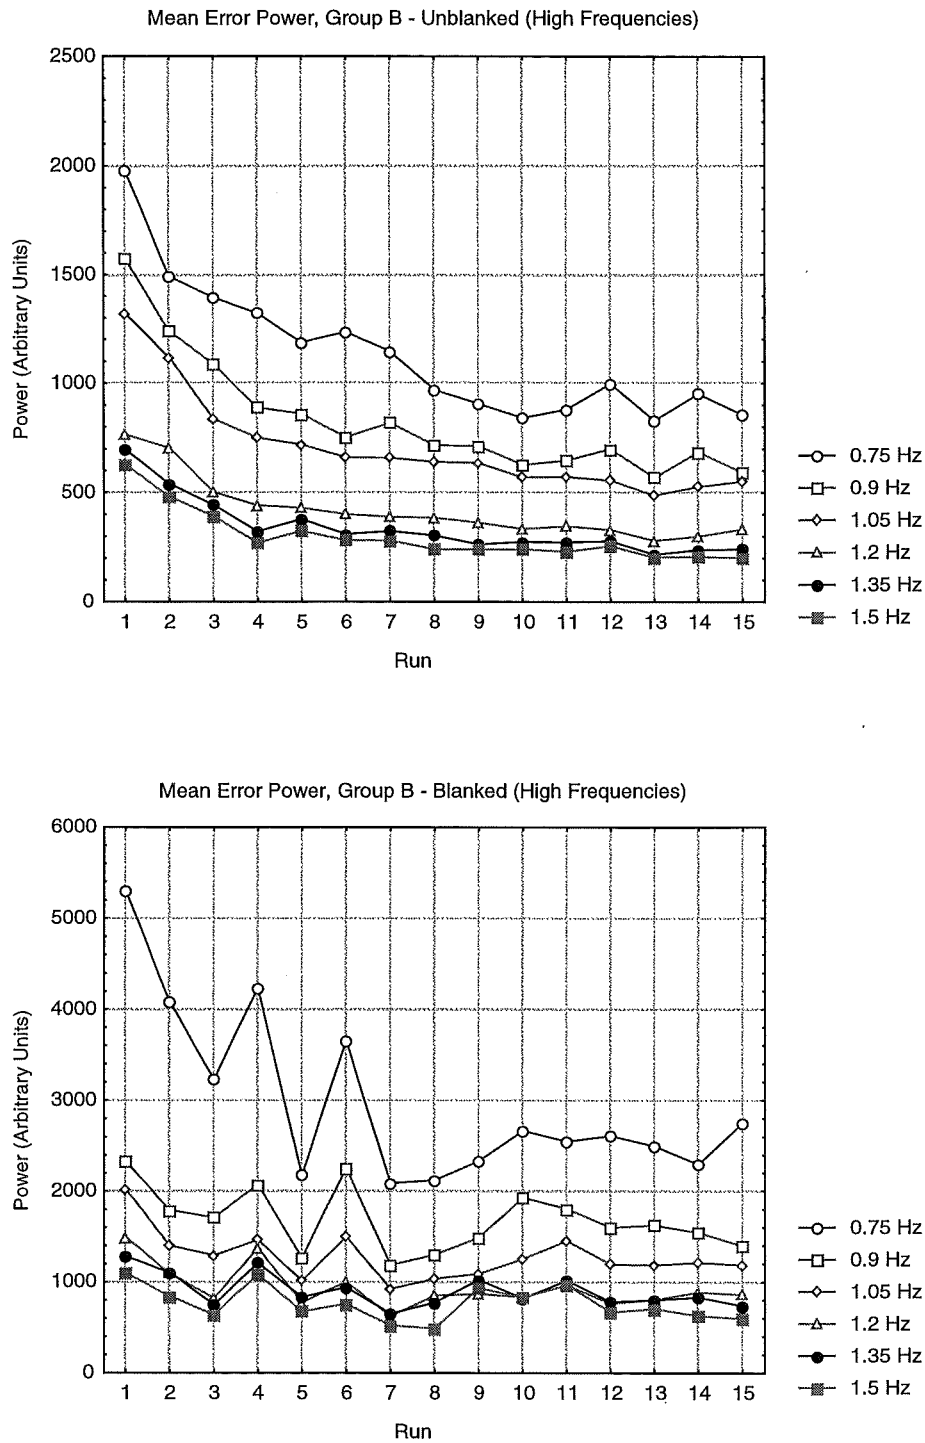 Mean Error Power, Group B - Unblanked (High Frequencies)
2500
2000
1500
1000
500
0
Power (Arbitrary Units)
1 2 3 4 5 6 7 8 9 10 11 12 13 14 15
Run
0.75 Hz
0.9 Hz
1.05 Hz
1.2 Hz
1.35 Hz
1.5 Hz
Mean Error Power, Group B - Blanked (High Frequencies)
6000
5000
4000
3000
2000
1000
0
Power (Arbitrary Units)
1 2 3 4 5 6 7 8 9 10 11 12 13 14 15
Run
0.75 Hz
0.9 Hz
1.05 Hz
1.2 Hz
1.35 Hz
1.5 Hz